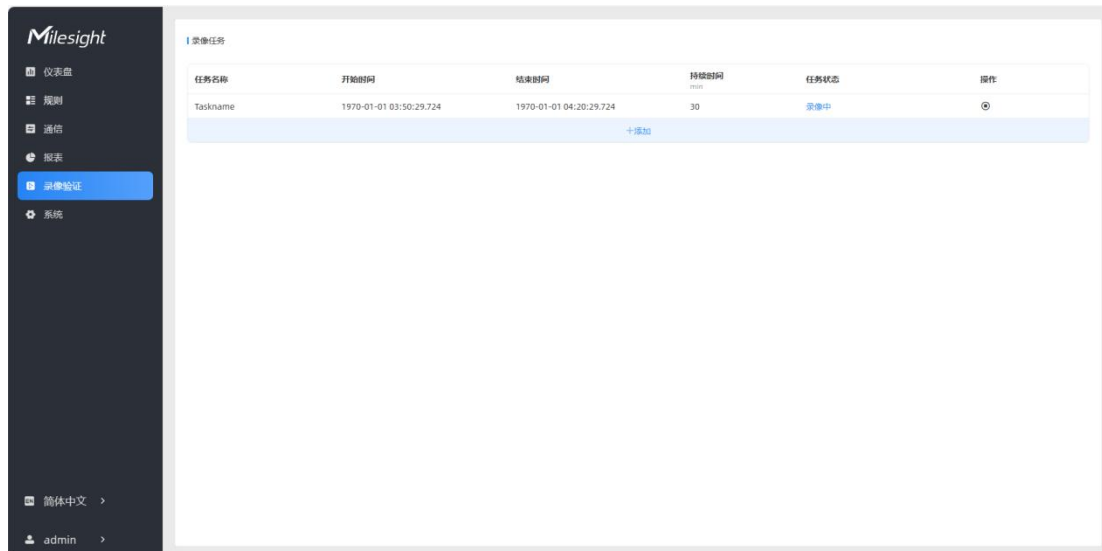 Milesight
仪表盘
规则
通信
报表
录像验证
系统
简体中文
admin
录像任务
任务名称 开始时间 结束时间 持续时间 任务状态 操作
min
Taskname 1970-01-01 03:50:29.724 1970-01-01 04:20:29.724 30 录像中
+添加